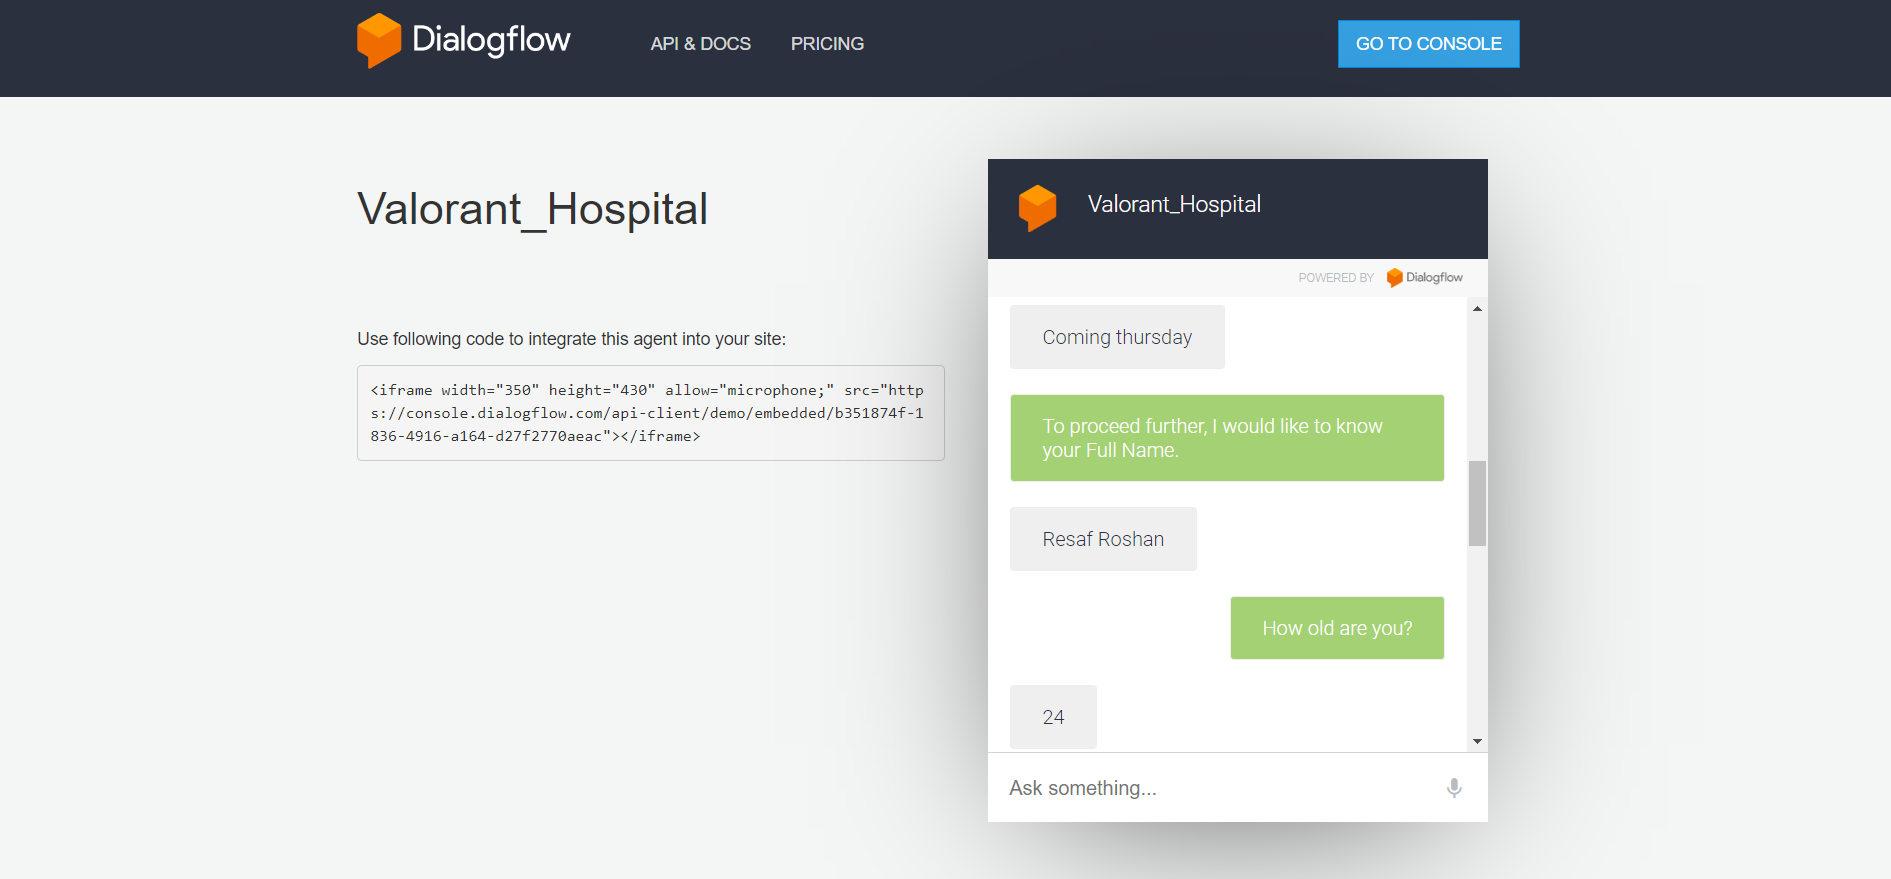 Dialogflow
API & DOCS
PRICING
GO TO CONSOLE
Valorant_Hospital
Use following code to integrate this agent into your site:
<iframe width="350" height="430" allow="microphone;" src="http
s://console.dialogflow.com/api-client/demo/embedded/b351874f-1
836-4916-a164-d27f2770aeac"></iframe>
Valorant_Hospital
POWERED BY Dialogflow
Coming thursday
To proceed further, I would like to know
your Full Name.
Resaf Roshan
How old are you?
24
Ask something...